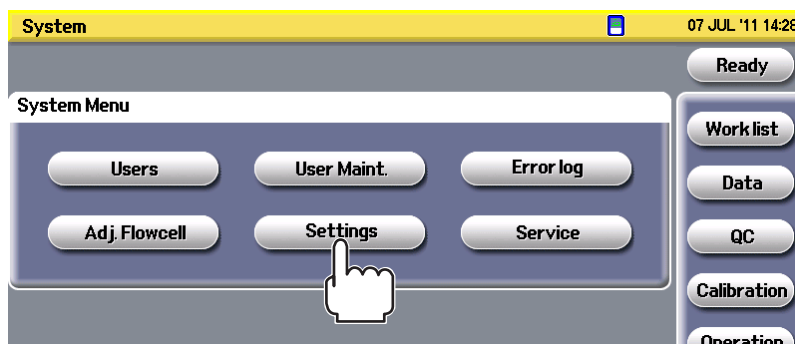 System
07 JUL '11 14:28
Ready
System Menu
Users
User Maint.
Error log
Adj. Flowcell
Settings
Service
Work list
Data
QC
Calibration
Operation